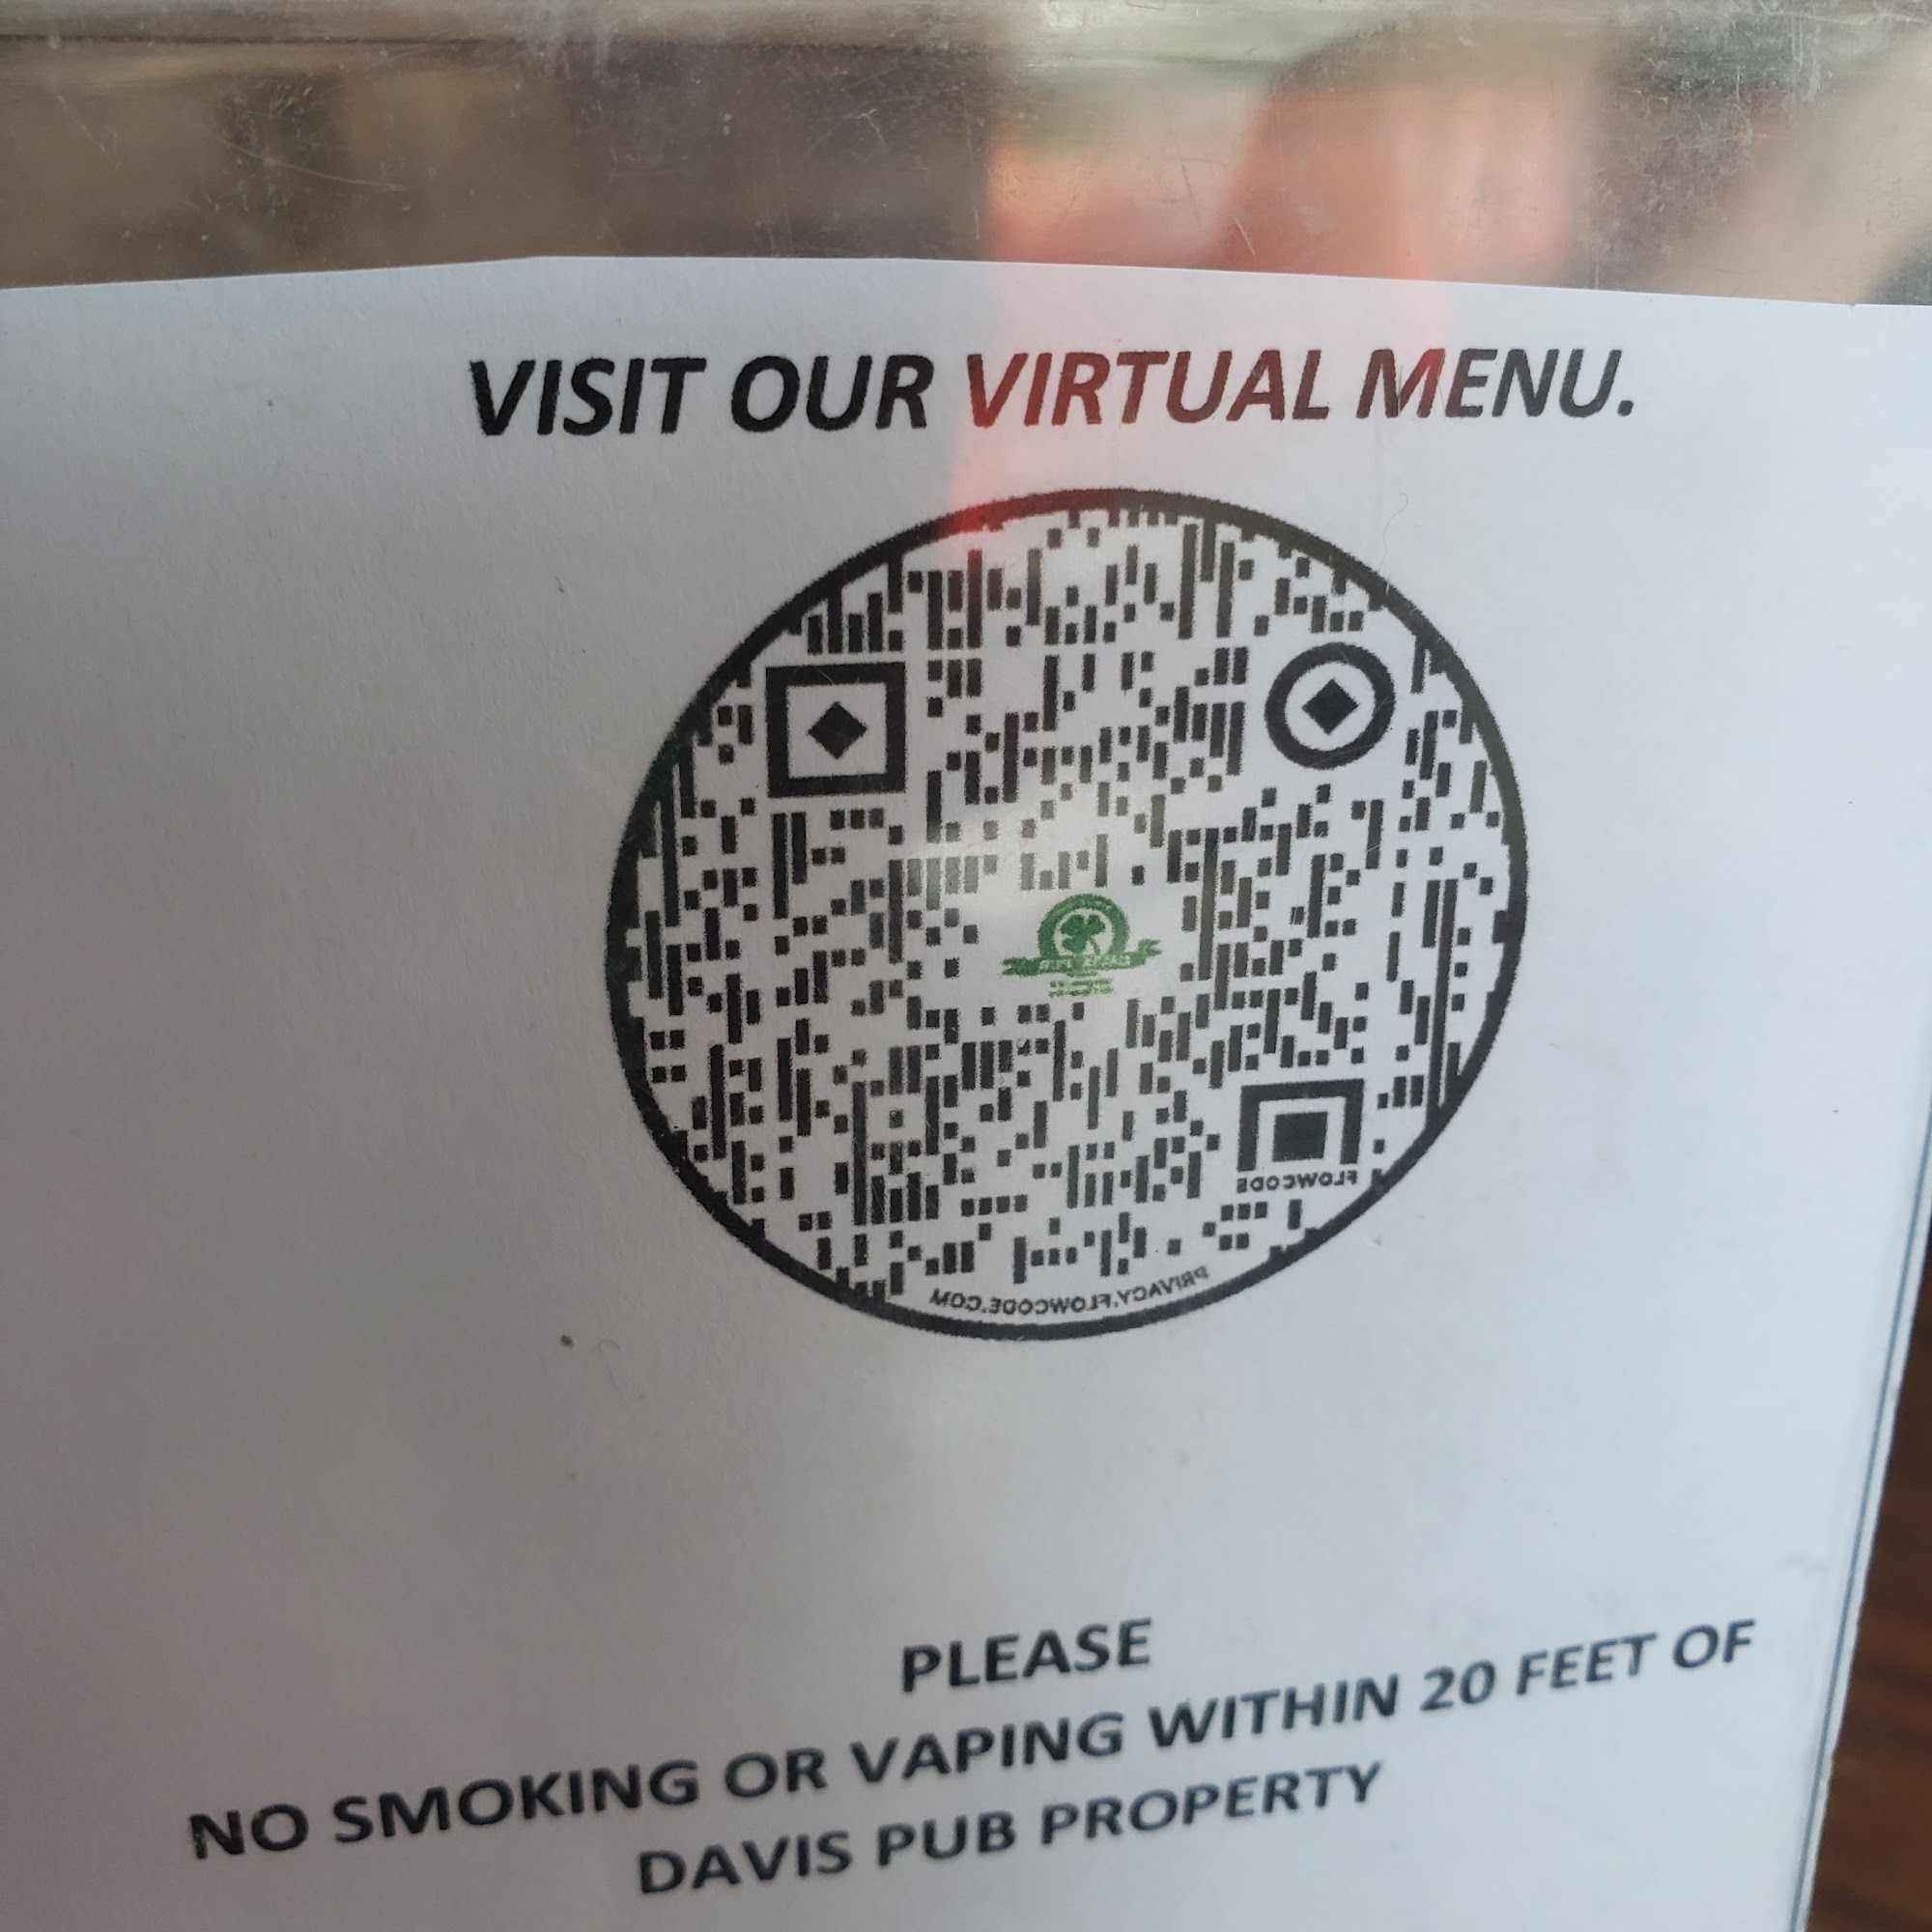 VISIT OUR VIRTUAL MENU.
FLOWCODE
PRIVACY.FLOWCODE.COM
PLEASE
NO SMOKING OR VAPING WITHIN 20 FEET OF
DAVIS PUB PROPERTY